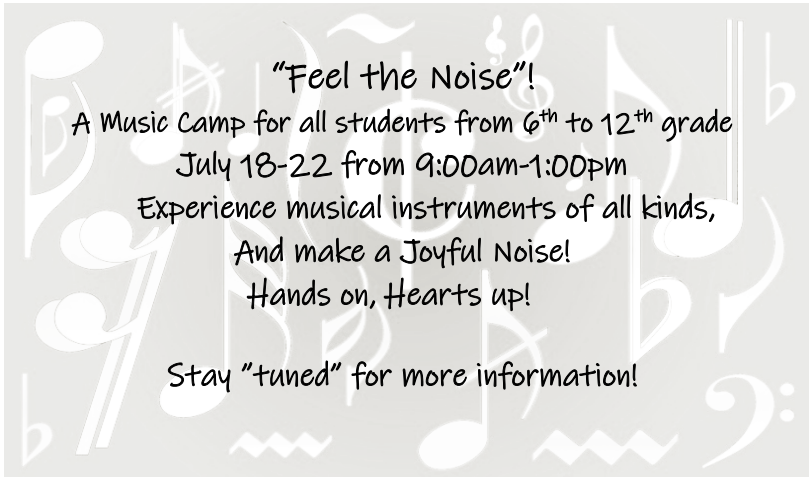 "Feel the Noise"!
A Music Camp for all students from 6th to 12th grade
July 18-22 from 9:00am-1:00pm
Experience musical instruments of all kinds,
And make a Joyful Noise!
Hands on, Hearts up!
Stay "tuned" for more information!